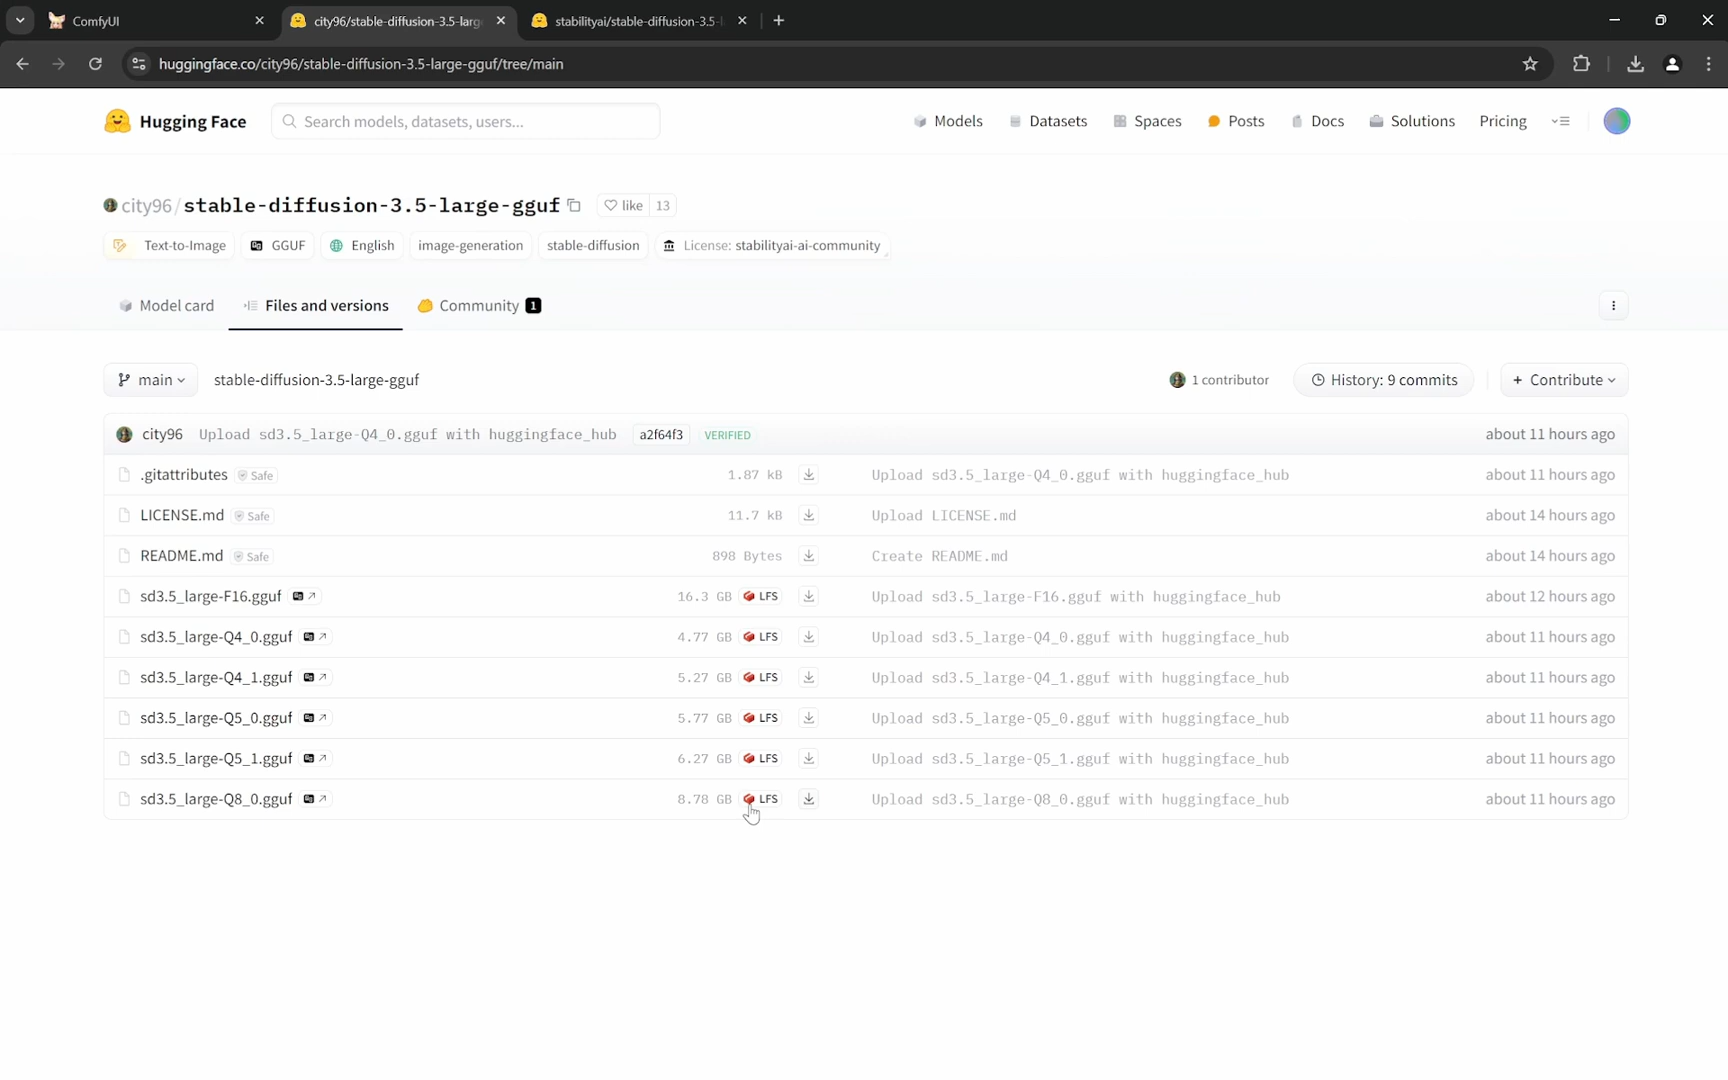 ComfyUI
city96/stable-diffusion-3.5-larg
stabilityai/stable-diffusion-3.5-
huggingface.co/city96/stable-diffusion-3.5-large-gguf/tree/main
Hugging Face
Search models, datasets, users...
Models
Datasets
Spaces
Posts
Docs
Solutions
Pricing
city96/stable-diffusion-3.5-large-gguf
like 13
Text-to-Image
GGUF
English
image-generation
stable-diffusion
License: stabilityai-ai-community
Model card
Files and versions
Community 1
main
stable-diffusion-3.5-large-gguf
1 contributor
History: 9 commits
+ Contribute
city96 Upload sd3.5_large-Q4_0.gguf with huggingface_hub a2f64f3 VERIFIED about 11 hours ago
.gitattributes Safe 1.87 kB Upload sd3.5_large-Q4_0.gguf with huggingface_hub about 11 hours ago
LICENSE.md Safe 11.7 kB Upload LICENSE.md about 14 hours ago
README.md Safe 898 Bytes Create README.md about 14 hours ago
sd3.5_large-F16.gguf 16.3 GB LFS Upload sd3.5_large-F16.gguf with huggingface_hub about 12 hours ago
sd3.5_large-Q4_0.gguf 4.77 GB LFS Upload sd3.5_large-Q4_0.gguf with huggingface_hub about 11 hours ago
sd3.5_large-Q4_1.gguf 5.27 GB LFS Upload sd3.5_large-Q4_1.gguf with huggingface_hub about 11 hours ago
sd3.5_large-Q5_0.gguf 5.77 GB LFS Upload sd3.5_large-Q5_0.gguf with huggingface_hub about 11 hours ago
sd3.5_large-Q5_1.gguf 6.27 GB LFS Upload sd3.5_large-Q5_1.gguf with huggingface_hub about 11 hours ago
sd3.5_large-Q8_0.gguf 8.78 GB LFS Upload sd3.5_large-Q8_0.gguf with huggingface_hub about 11 hours ago